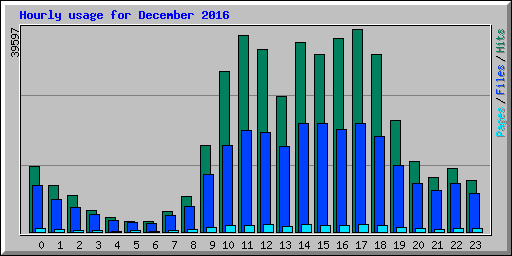 Hourly usage for December 2016
39597
Pages / Files / Hits
0 1 2 3 4 5 6 7 8 9 10 11 12 13 14 15 16 17 18 19 20 21 22 23